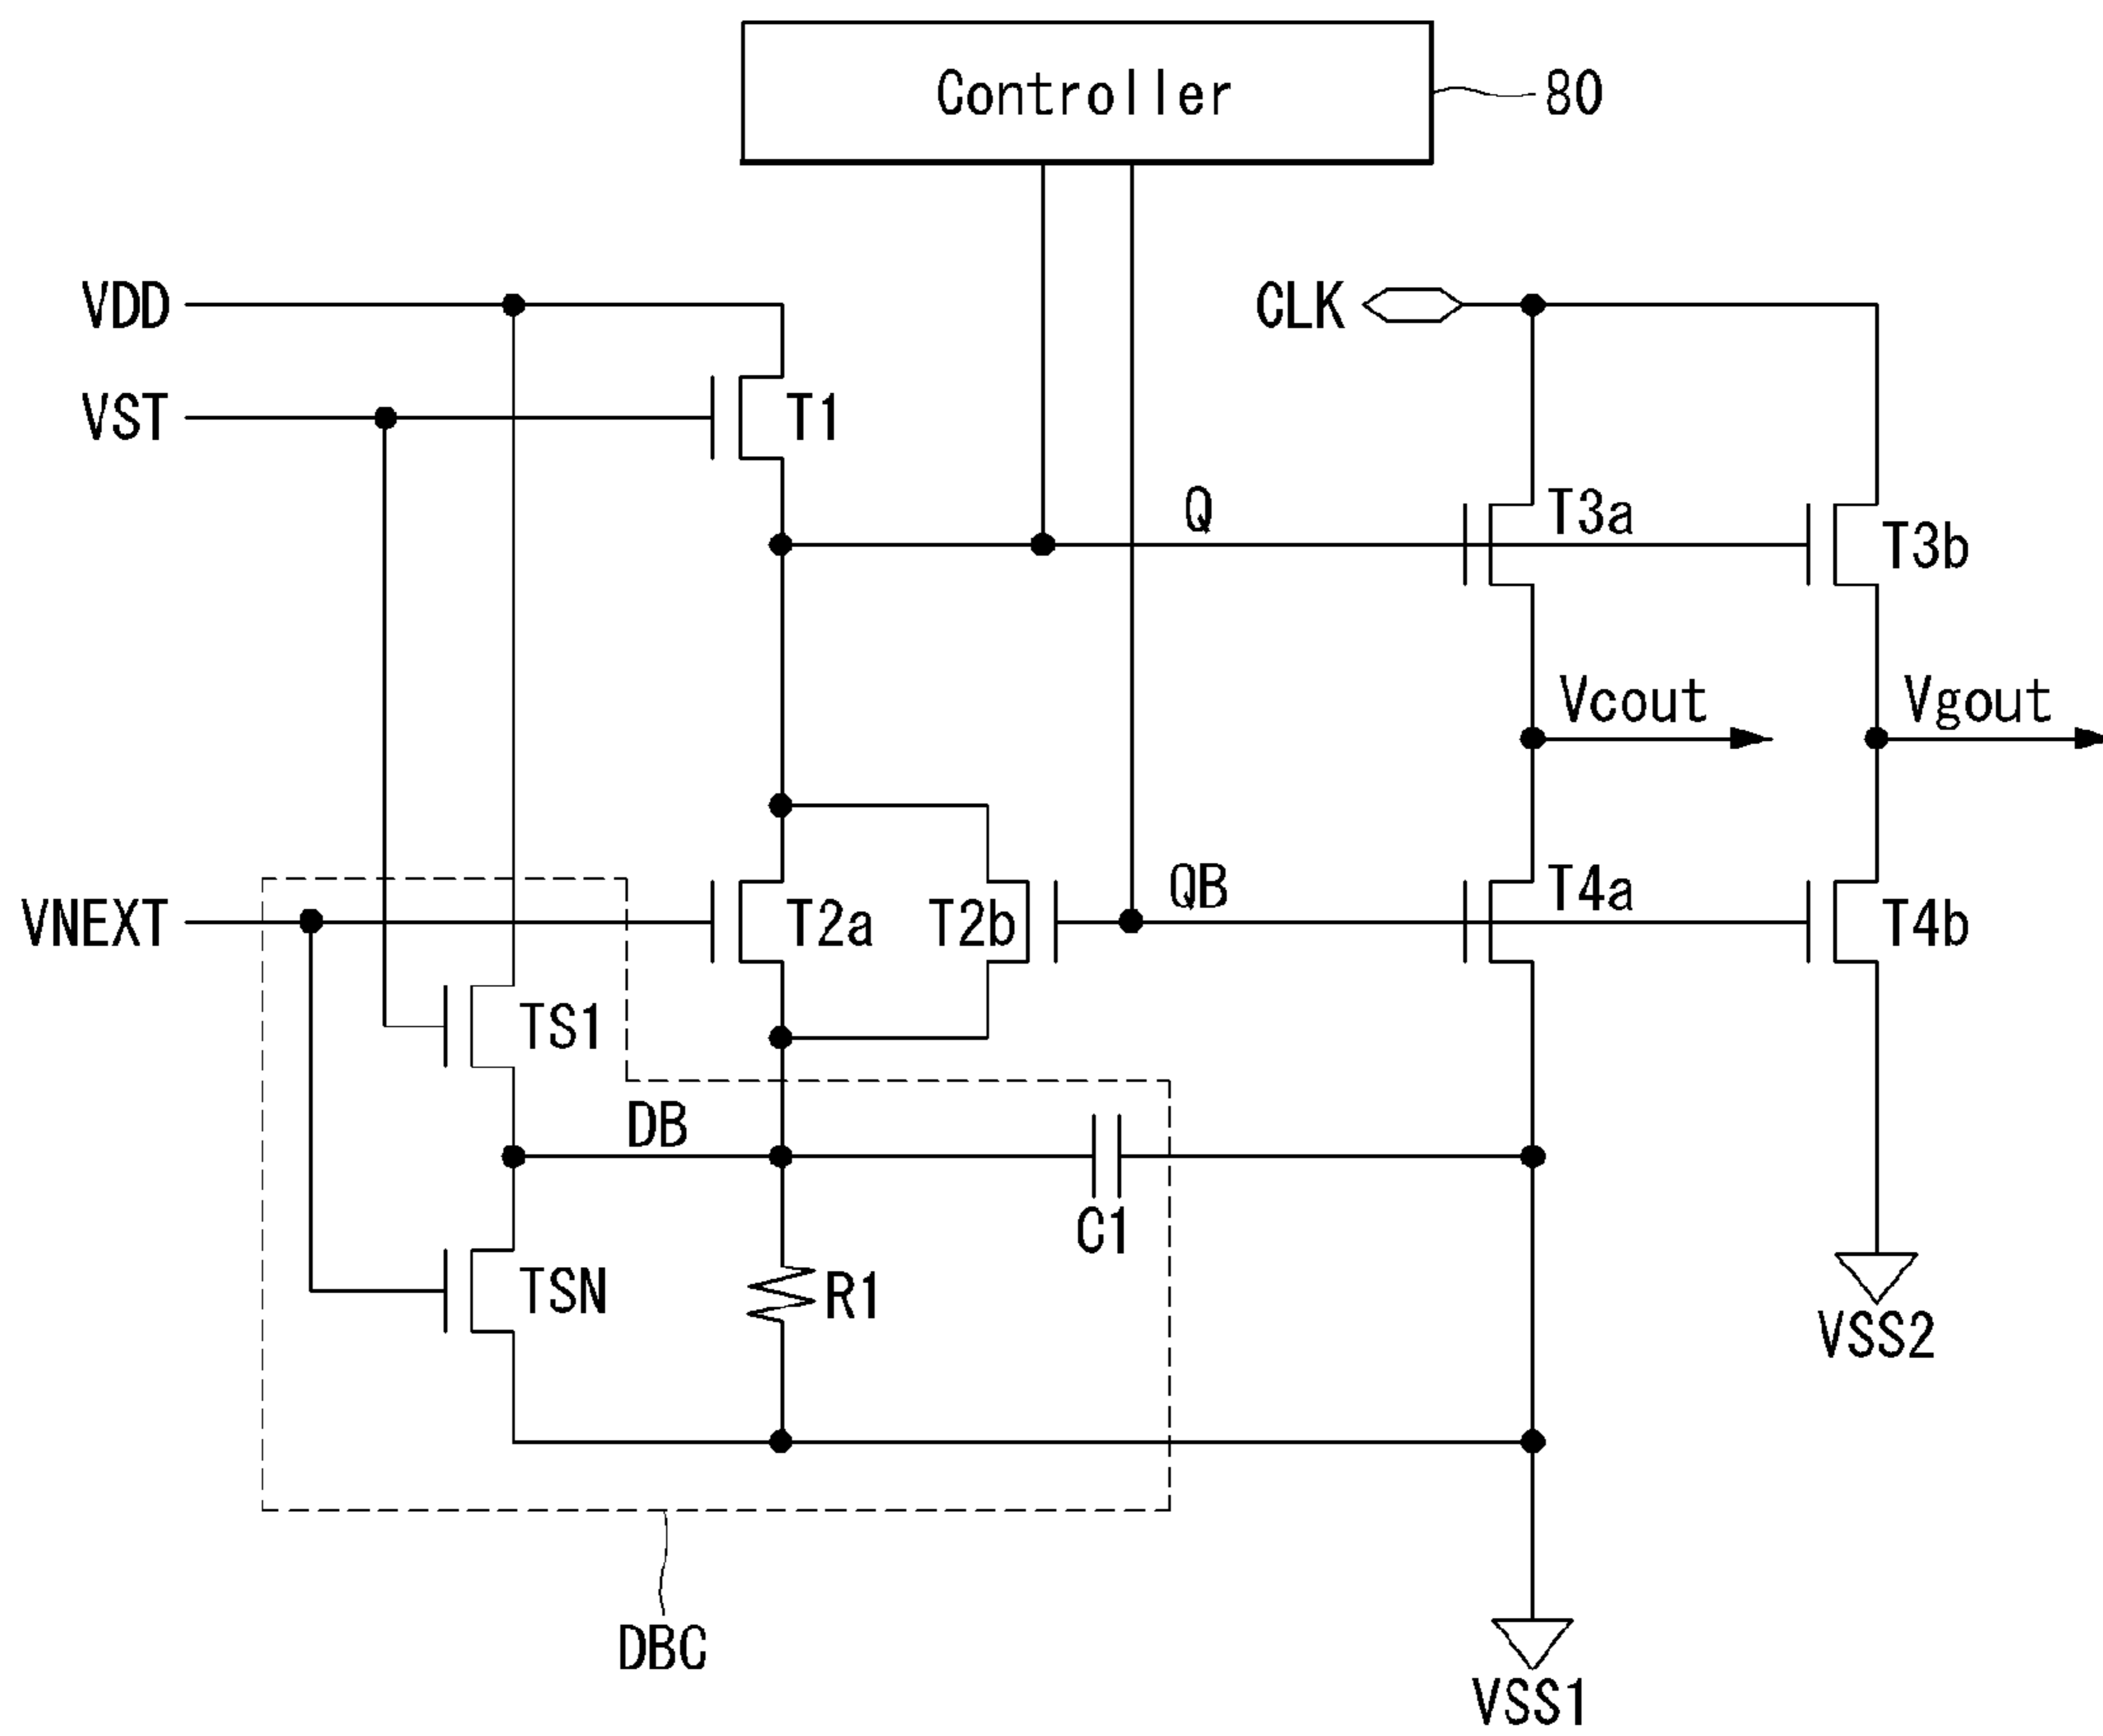 Controller
80
VDD
CLK
VST
T1
Q
T3a
T3b
Vcout
Vgout
VNEXT
T2a
T2b
QB
T4a
T4b
TS1
DB
C1
TSN
R1
VSS2
DBC
VSS1